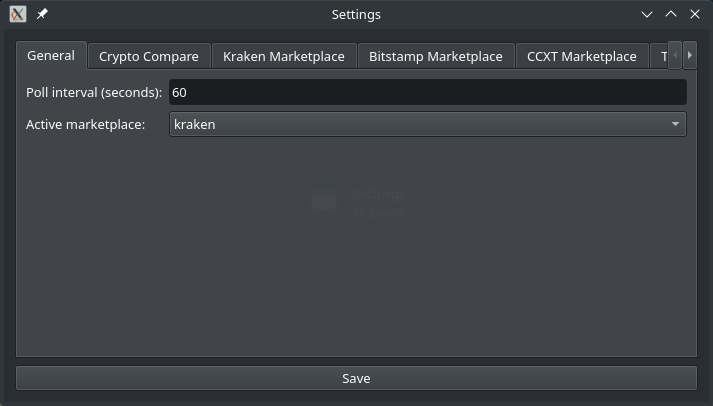 Settings
General Crypto Compare Kraken Marketplace Bitstamp Marketplace CCXT Marketplace T
Poll interval (seconds): 60
Active marketplace: kraken
Settings
Save